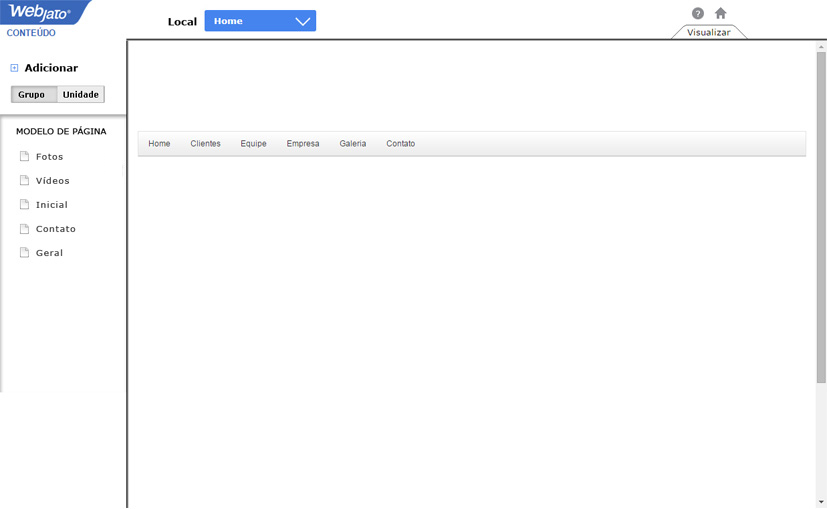 WebJato®
CONTEÚDO
Local Home
?
Visualizar
Adicionar
Grupo Unidade
MODELO DE PÁGINA
Fotos
Vídeos
Inicial
Contato
Geral
Home Clientes Equipe Empresa Galeria Contato